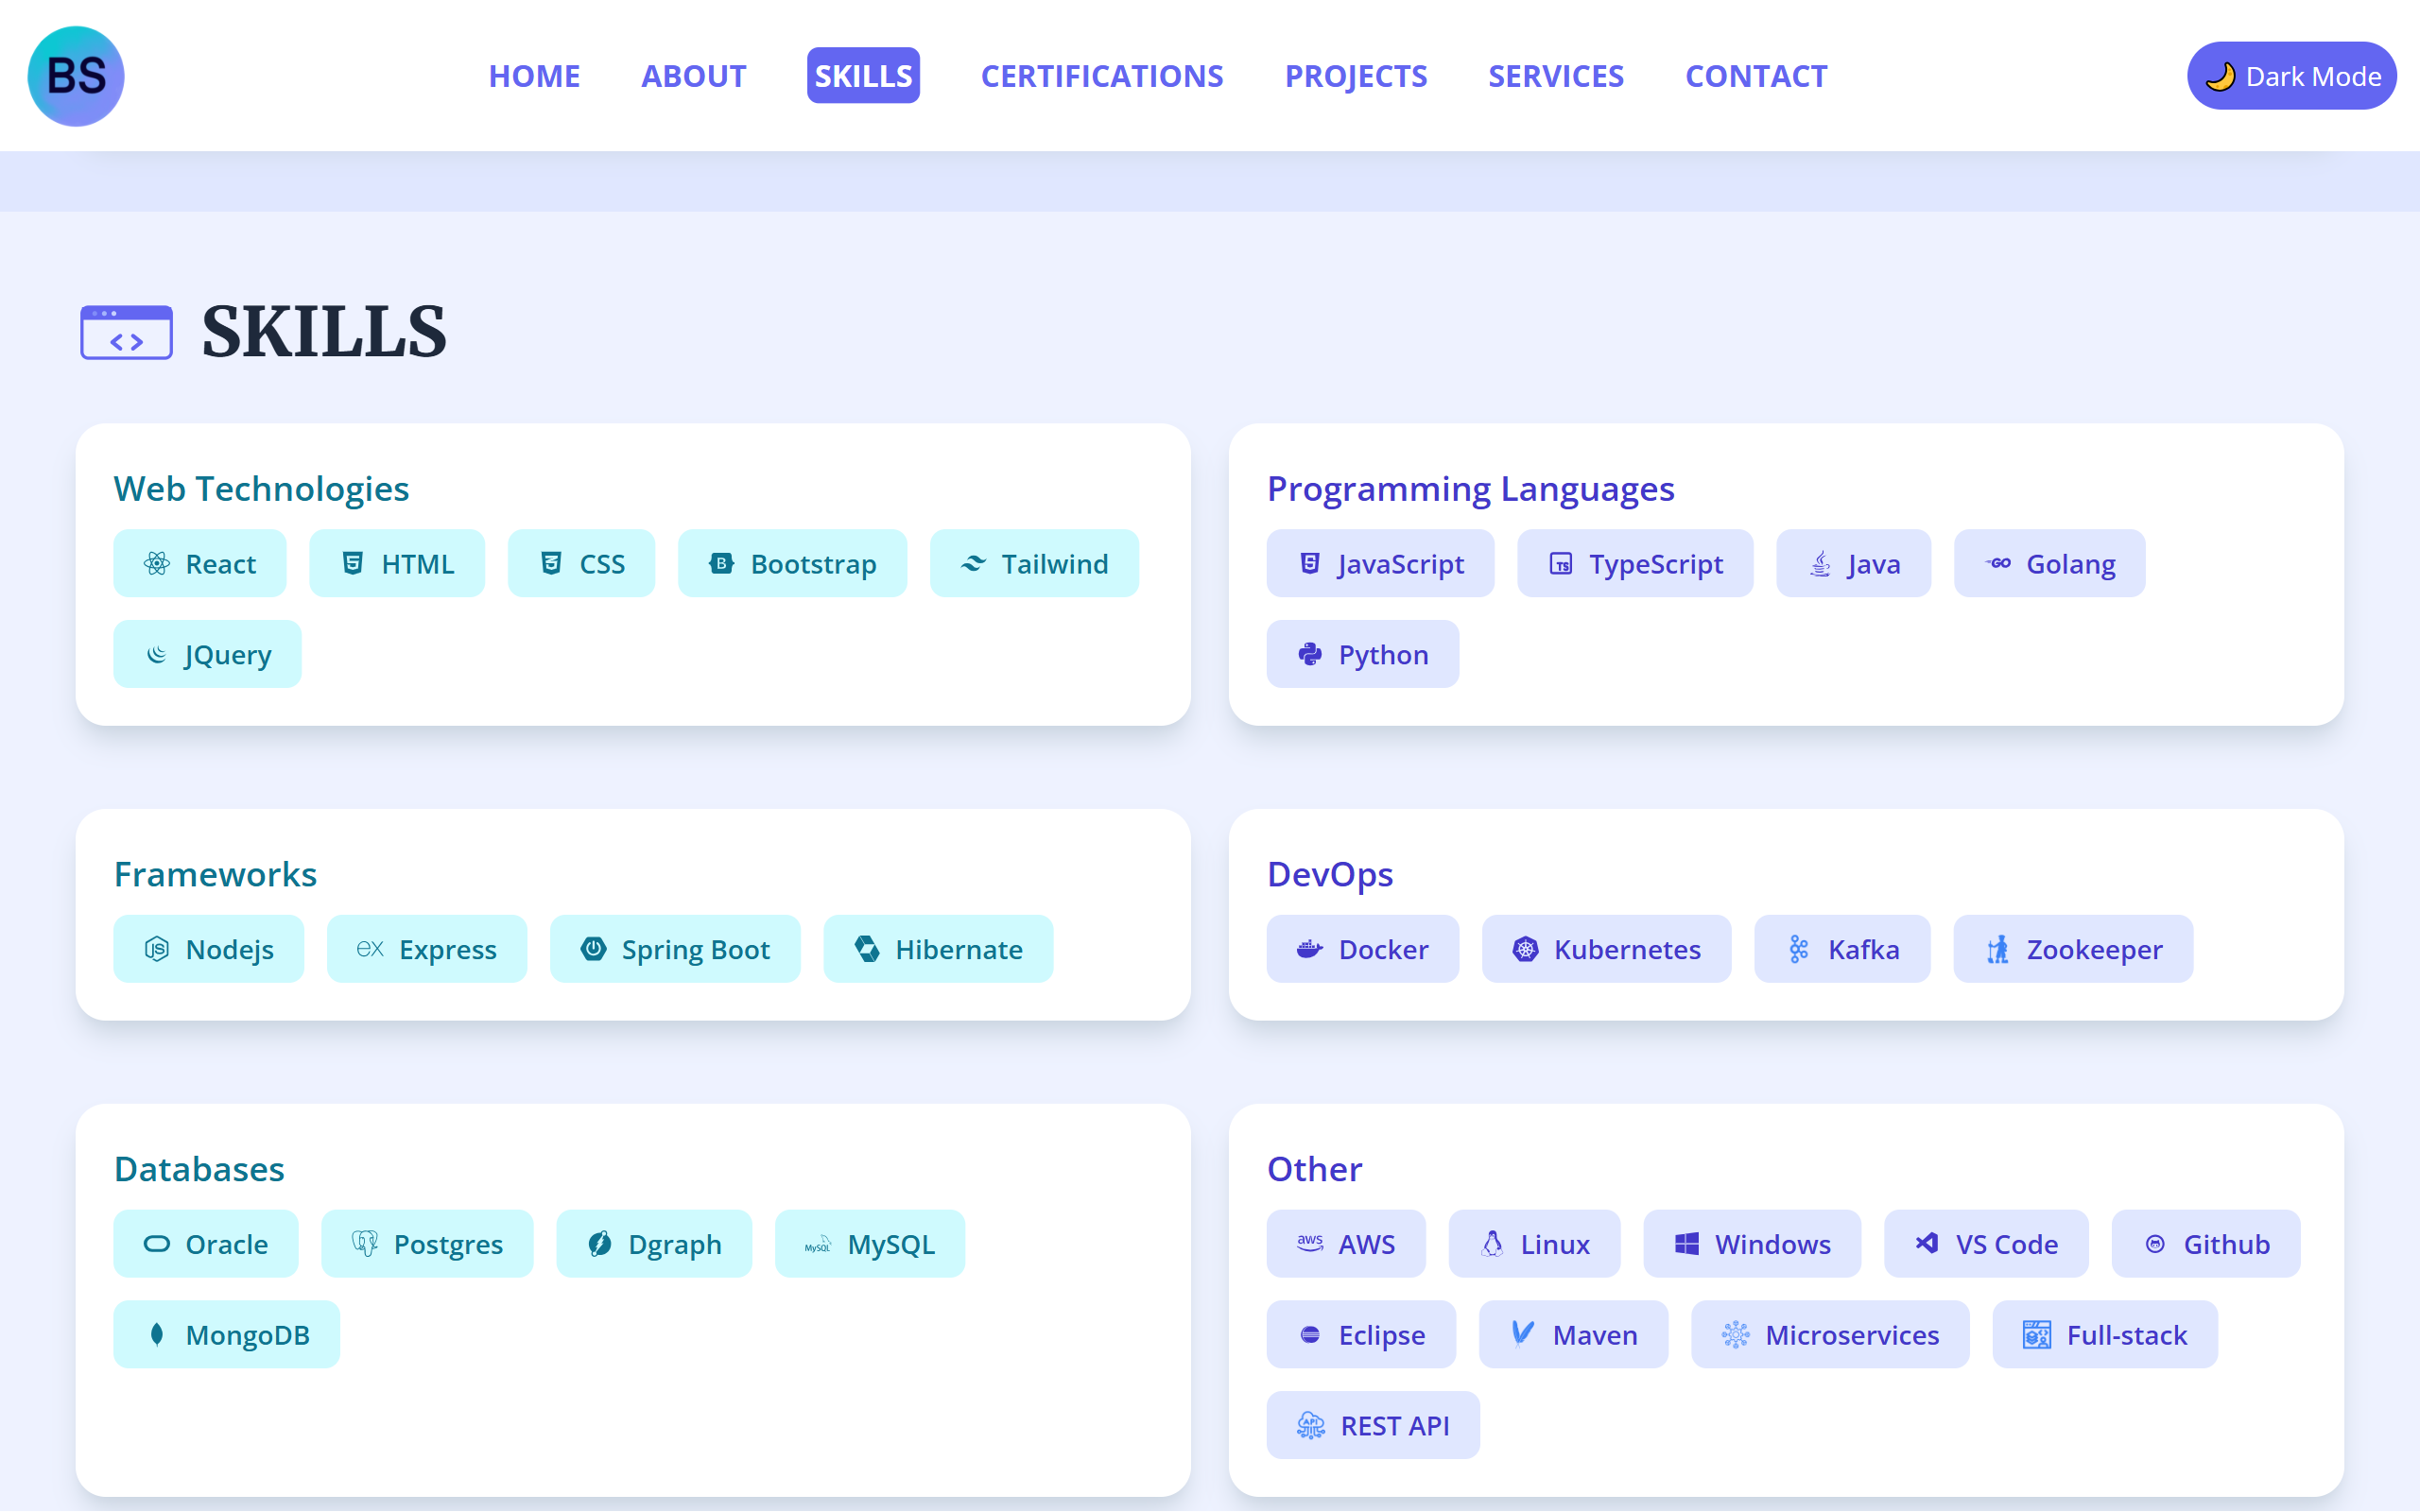 BS
HOME ABOUT SKILLS CERTIFICATIONS PROJECTS SERVICES CONTACT
Dark Mode
SKILLS
Web Technologies
React HTML CSS Bootstrap Tailwind
JQuery
Programming Languages
JavaScript TypeScript Java Golang
Python
Frameworks
Nodejs Express Spring Boot Hibernate
DevOps
Docker Kubernetes Kafka Zookeeper
Databases
Oracle Postgres Dgraph MySQL
MongoDB
Other
AWS Linux Windows VS Code Github
Eclipse Maven Microservices Full-stack
REST API